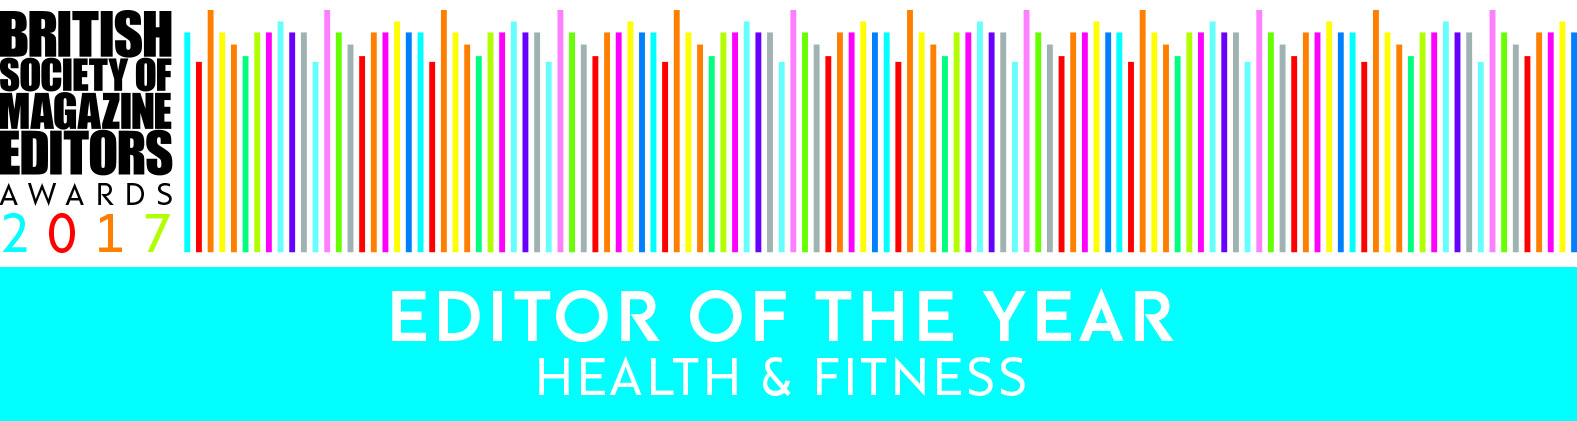 BRITISH
SOCIETY OF
MAGAZINE
EDITORS
AWARDS
2017
EDITOR OF THE YEAR
HEALTH & FITNESS